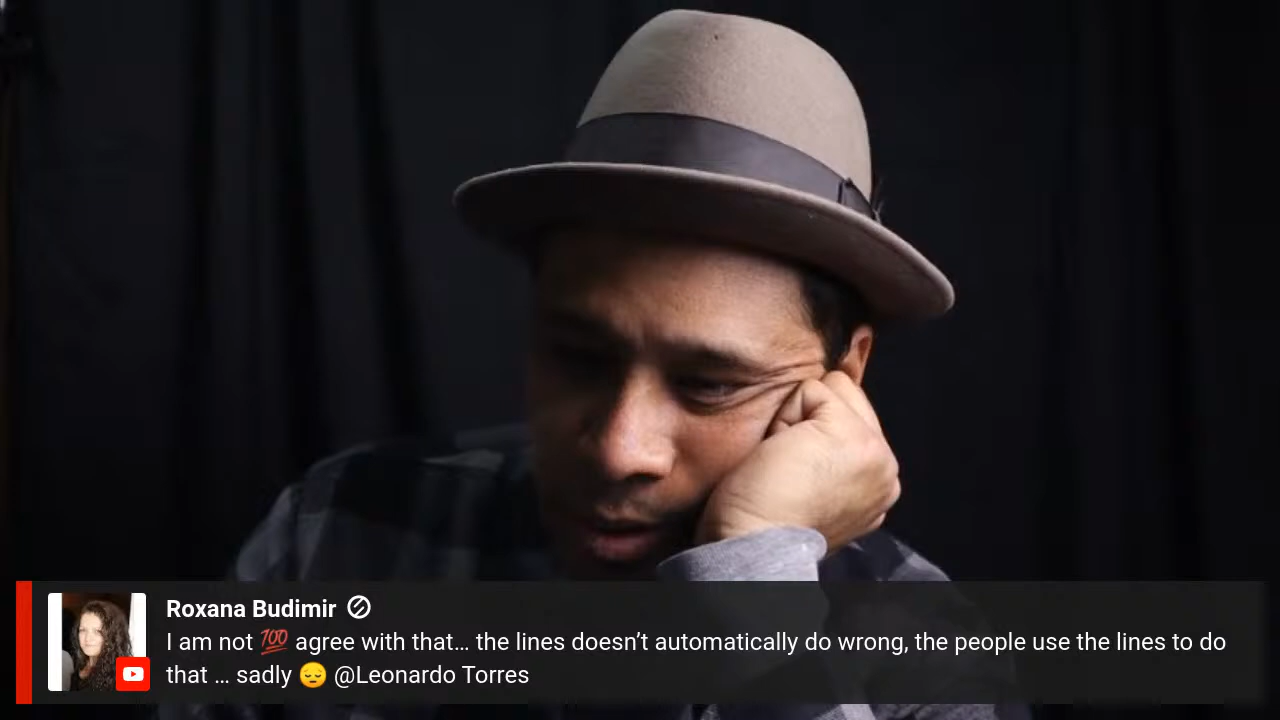 Roxana Budimir
I am not 💯 agree with that… the lines doesn’t automatically do wrong, the people use the lines to do
that … sadly 😔 @Leonardo Torres